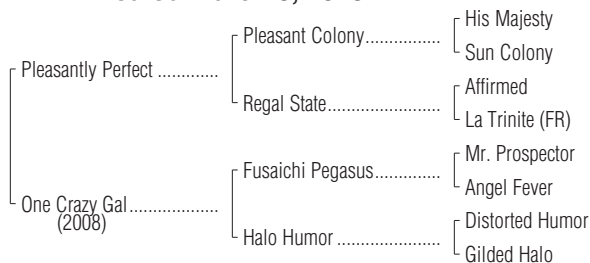 His Majesty
Pleasant Colony
Sun Colony
Pleasantly Perfect
Affirmed
Regal State
La Trinite (FR)
Mr. Prospector
Fusaichi Pegasus
Angel Fever
One Crazy Gal
(2008)
Distorted Humor
Halo Humor
Gilded Halo